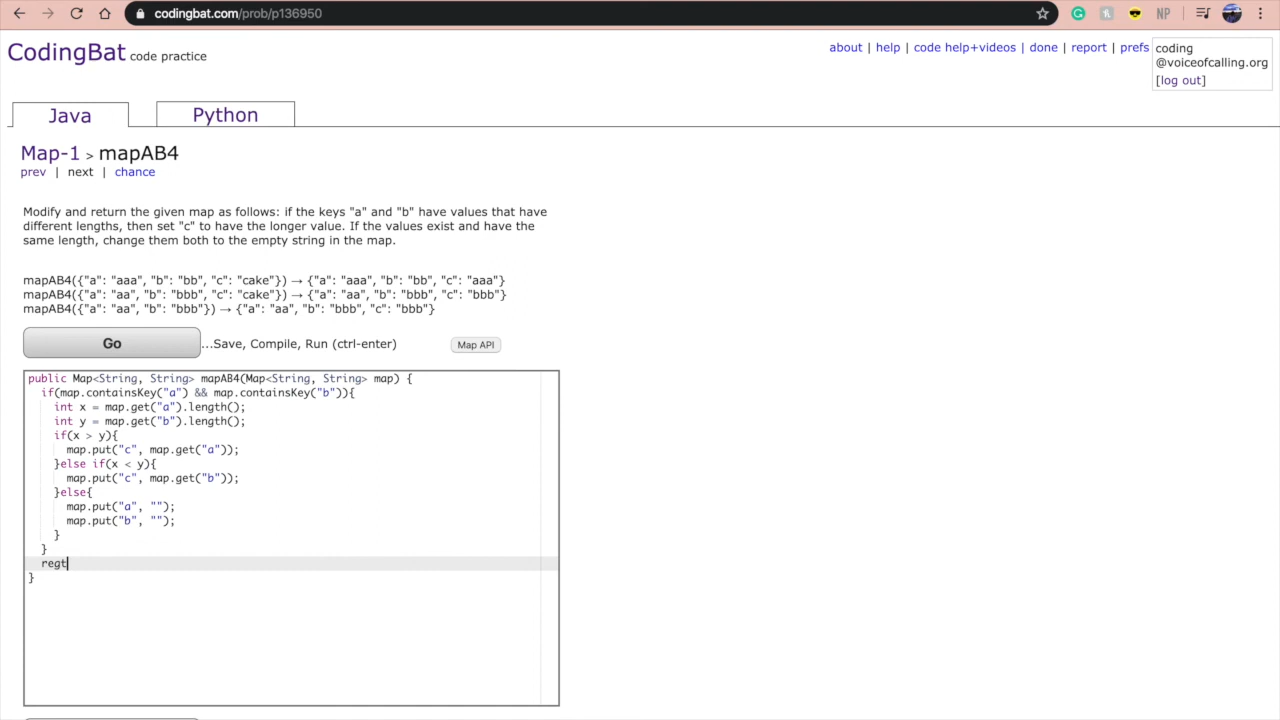 codingbat.com/prob/p136950
NP
CodingBat code practice
about | help | code help+videos | done | report | prefs
coding
@voiceofcalling.org
[log out]
Java
Python
Map-1 > mapAB4
prev | next | chance
Modify and return the given map as follows: if the keys "a" and "b" have values that have
different lengths, then set "c" to have the longer value. If the values exist and have the
same length, change them both to the empty string in the map.
mapAB4({"a": "aaa", "b": "bb", "c": "cake"}) → {"a": "aaa", "b": "bb", "c": "aaa"}
mapAB4({"a": "aa", "b": "bbb", "c": "cake"}) → {"a": "aa", "b": "bbb", "c": "bbb"}
mapAB4({"a": "aa", "b": "bbb"}) → {"a": "aa", "b": "bbb", "c": "bbb"}
Go
...Save, Compile, Run (ctrl-enter)
Map API
public Map<String, String> mapAB4(Map<String, String> map) {
if(map.containsKey("a") && map.containsKey("b")){
int x = map.get("a").length();
int y = map.get("b").length();
if(x > y){
map.put("c", map.get("a"));
}else if(x < y){
map.put("c", map.get("b"));
}else{
map.put("a", "");
map.put("b", "");
}
}
regt
}